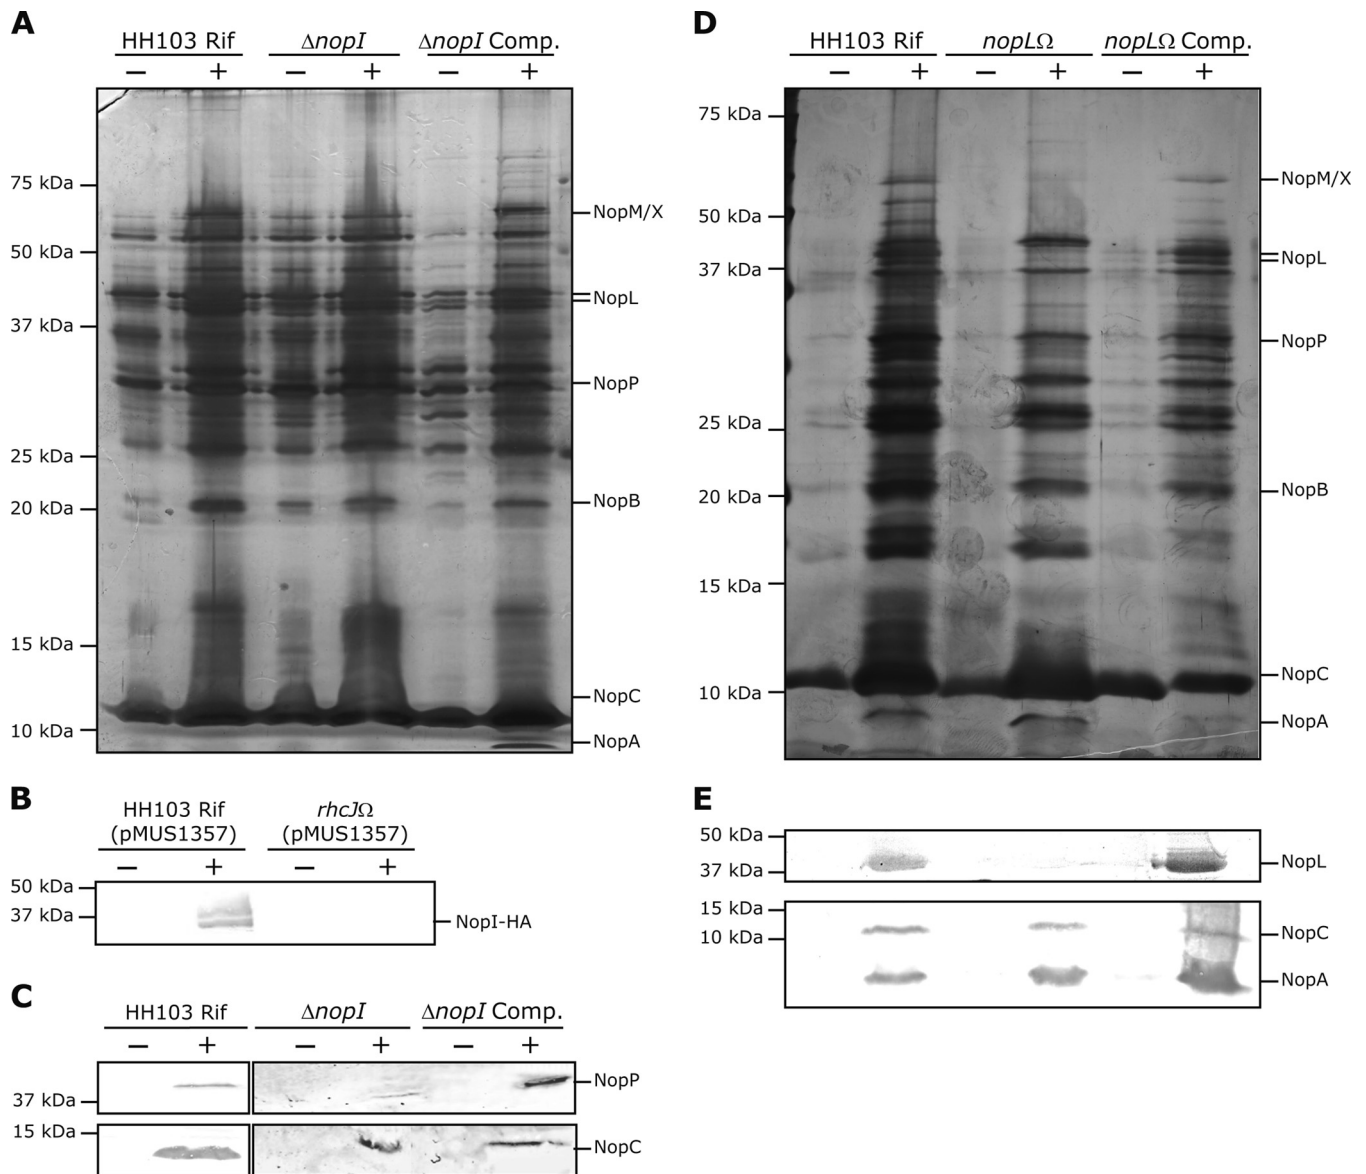 A
HH103 Rif ΔnopI ΔnopI Comp.
– + – + – +
75 kDa
50 kDa
37 kDa
25 kDa
20 kDa
15 kDa
10 kDa
NopM/X
NopL
NopP
NopB
NopC
NopA
B
HH103 Rif rhcJΩ
(pMUS1357) (pMUS1357)
– + – +
50 kDa
37 kDa
NopI-HA
C
HH103 Rif ΔnopI ΔnopI Comp.
– + – + – +
37 kDa
NopP
15 kDa
NopC
D
HH103 Rif nopLΩ nopLΩ Comp.
– + – + – +
75 kDa
50 kDa
37 kDa
25 kDa
20 kDa
15 kDa
10 kDa
NopM/X
NopL
NopP
NopB
NopC
NopA
E
50 kDa
37 kDa
NopL
15 kDa
10 kDa
NopC
NopA